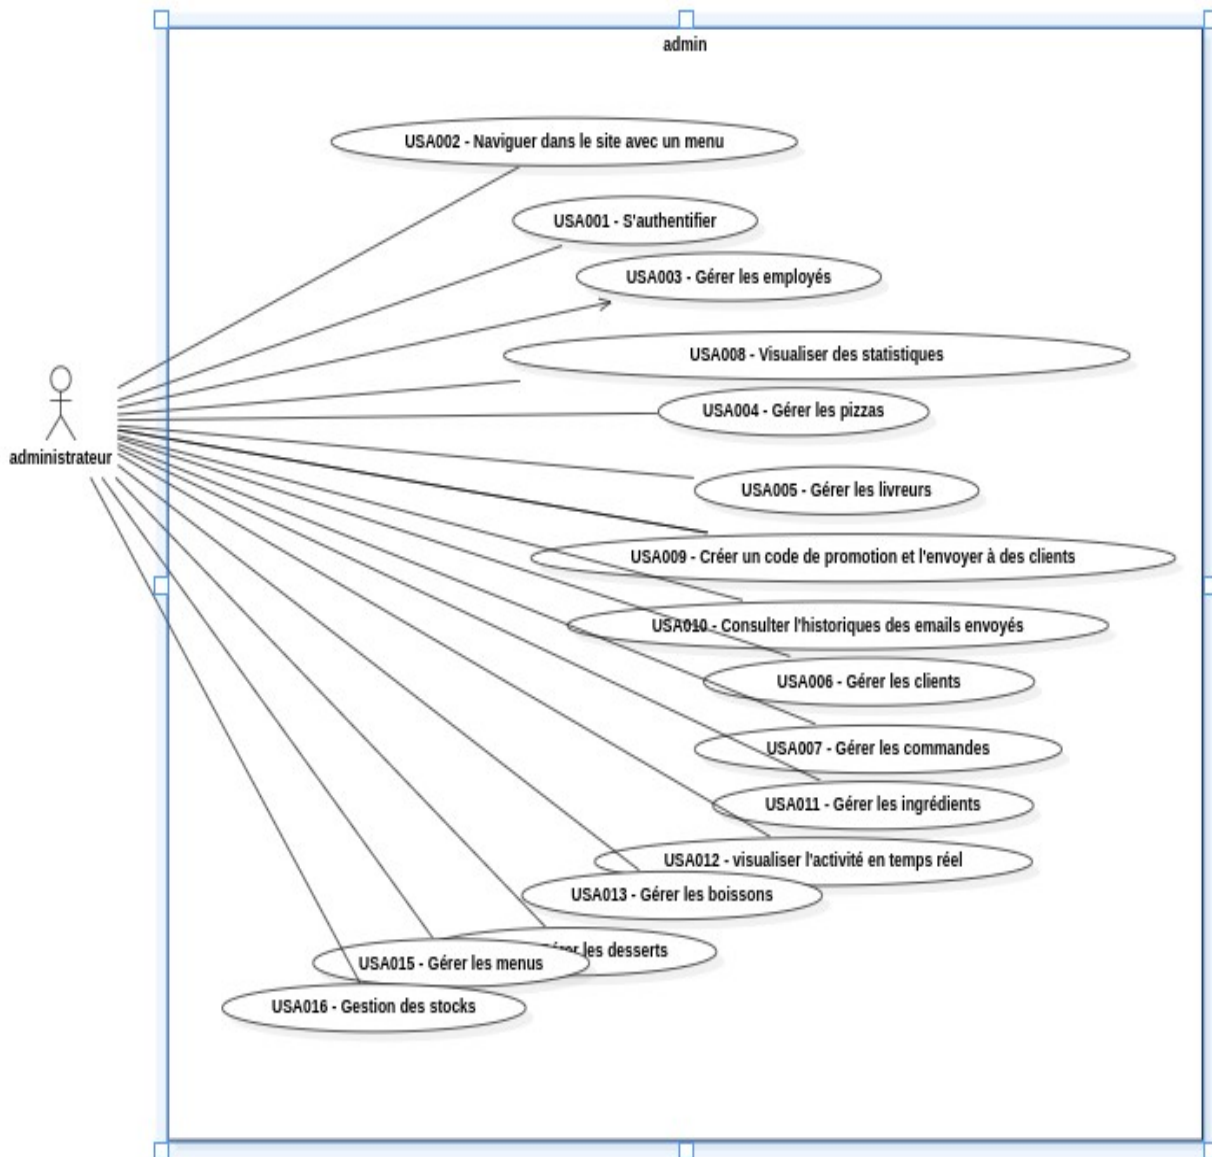 admin
USA002 - Naviguer dans le site avec un menu
USA001 - S'authentifier
USA003 - Gérer les employés
USA008 - Visualiser des statistiques
USA004 - Gérer les pizzas
administrateur
USA005 - Gérer les livreurs
USA009 - Créer un code de promotion et l'envoyer à des clients
USA010 - Consulter l'historiques des emails envoyés
USA006 - Gérer les clients
USA007 - Gérer les commandes
USA011 - Gérer les ingrédients
USA012 - visualiser l'activité en temps réel
USA013 - Gérer les boissons
les desserts
USA015 - Gérer les menus
USA016 - Gestion des stocks